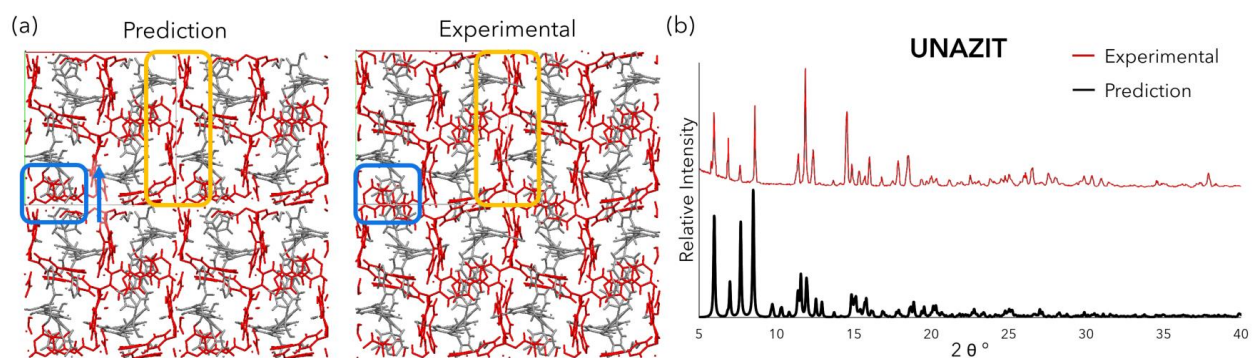 (a)
Prediction
Experimental
(b)
UNAZIT
Experimental
Prediction
Relative Intensity
5 10 15 20 25 30 35 40
2 θ °